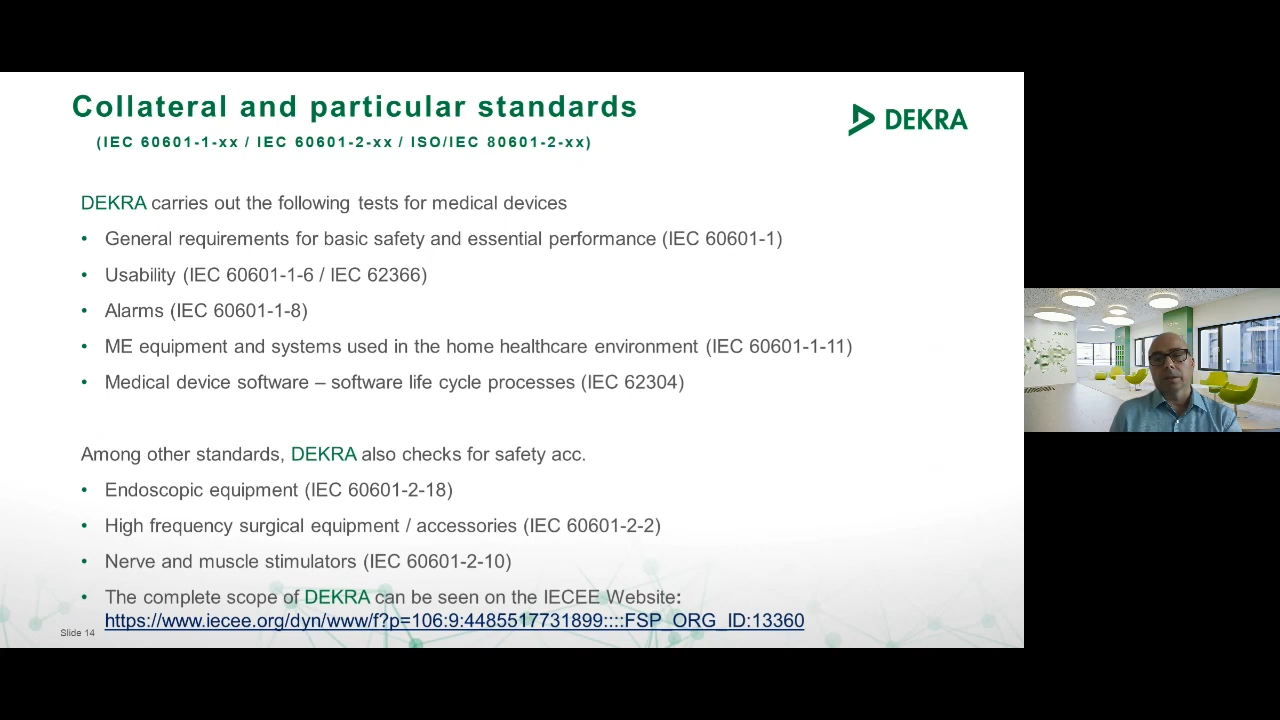 Collateral and particular standards
(IEC 60601-1-xx / IEC 60601-2-xx / ISO/IEC 80601-2-xx)
DEKRA
DEKRA carries out the following tests for medical devices
• General requirements for basic safety and essential performance (IEC 60601-1)
• Usability (IEC 60601-1-6 / IEC 62366)
• Alarms (IEC 60601-1-8)
• ME equipment and systems used in the home healthcare environment (IEC 60601-1-11)
• Medical device software – software life cycle processes (IEC 62304)
Among other standards, DEKRA also checks for safety acc.
• Endoscopic equipment (IEC 60601-2-18)
• High frequency surgical equipment / accessories (IEC 60601-2-2)
• Nerve and muscle stimulators (IEC 60601-2-10)
• The complete scope of DEKRA can be seen on the IECEE Website:
https://www.iecee.org/dyn/www/f?p=106:9:4485517731899::::FSP_ORG_ID:13360
Slide 14